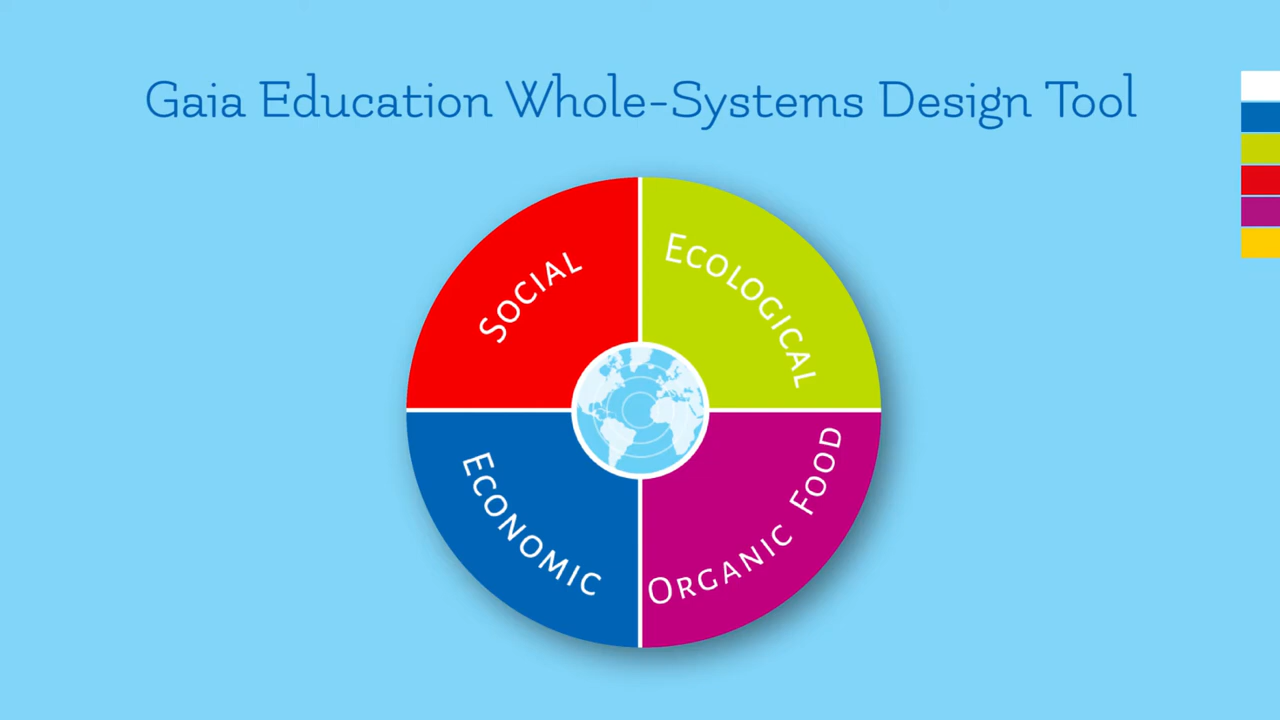 Gaia Education Whole-Systems Design Tool
Social
Ecological
Economic
Organic Food